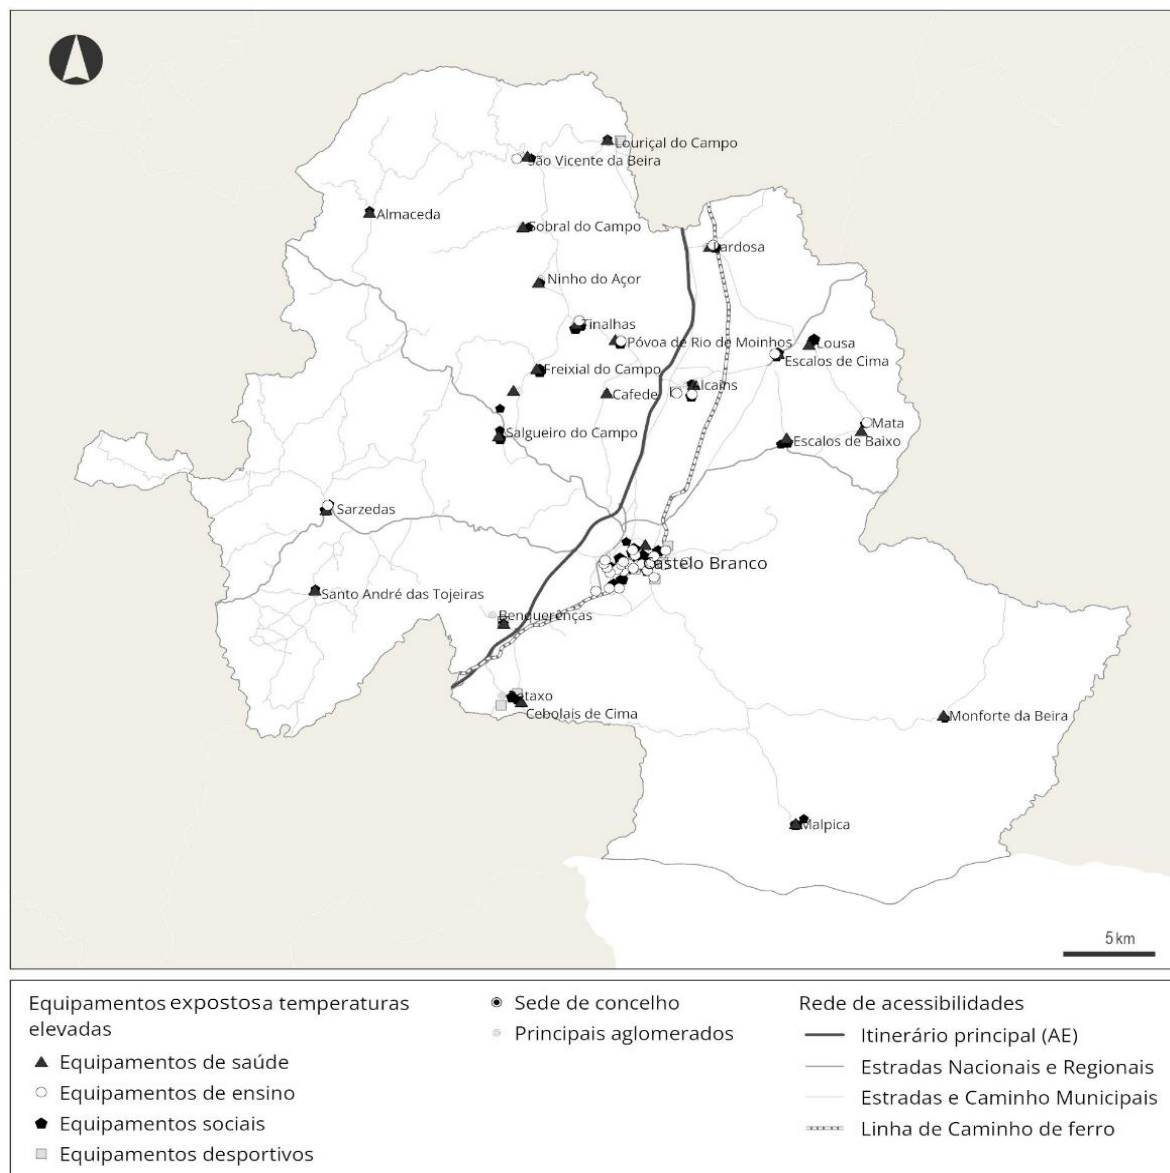 Louriçal do Campo
São Vicente da Beira
Almaceda
Sobral do Campo
Lardosa
Ninho do Açor
Tinalhas
Póvoa de Rio de Moinhos
Lousa
Escalos de Cima
Freixial do Campo
Alcains
Cafede
Mata
Salgueiro do Campo
Escalos de Baixo
Sarzedas
Castelo Branco
Santo André das Tojeiras
Benquerenças
Retaxo
Cebolais de Cima
Monforte da Beira
Malpica
5 km
Equipamentos expostos a temperaturas
elevadas
Equipamentos de saúde
Equipamentos de ensino
Equipamentos sociais
Equipamentos desportivos
Sede de concelho
Principais aglomerados
Rede de acessibilidades
Itinerário principal (AE)
Estradas Nacionais e Regionais
Estradas e Caminho Municipais
Linha de Caminho de ferro